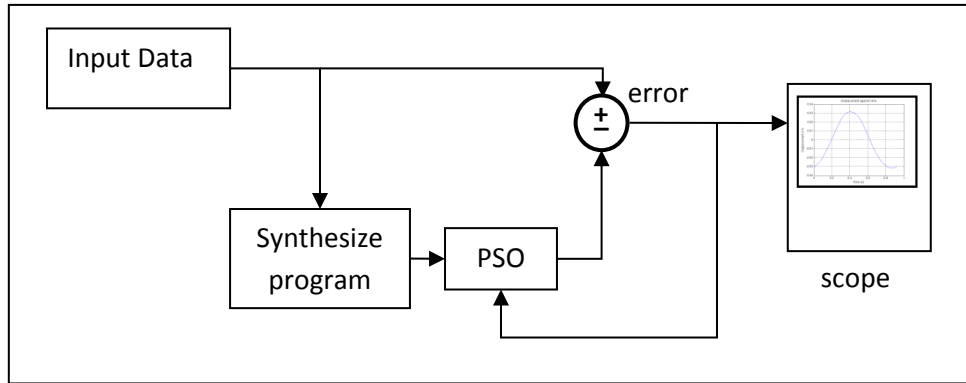 Input Data
error
±
Synthesize
program
PSO
scope